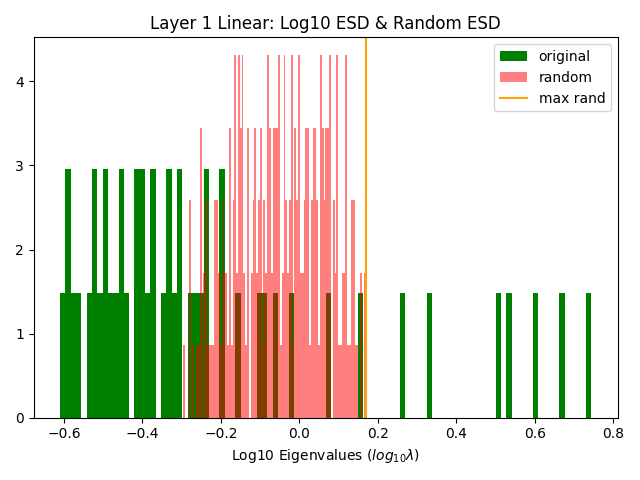 Layer 1 Linear: Log10 ESD & Random ESD
original
random
max rand
4
3
2
1
0
−0.6 −0.4 −0.2 0.0 0.2 0.4 0.6 0.8
Log10 Eigenvalues (log₁₀λ)